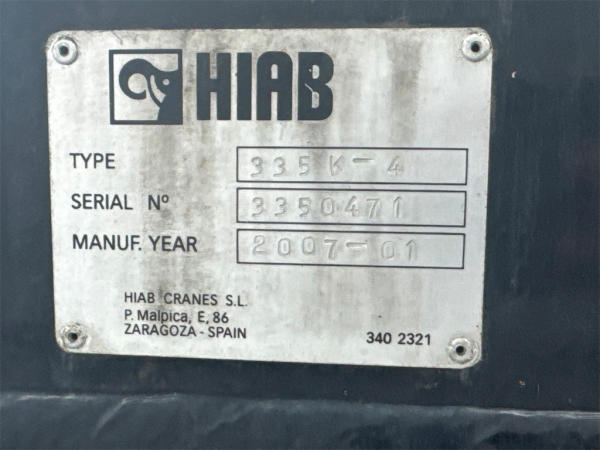 HIAB
TYPE 335K-4
SERIAL Nº 3350471
MANUF. YEAR 2007-01
HIAB CRANES S.L.
P. Malpica, E, 86
ZARAGOZA - SPAIN
340 2321